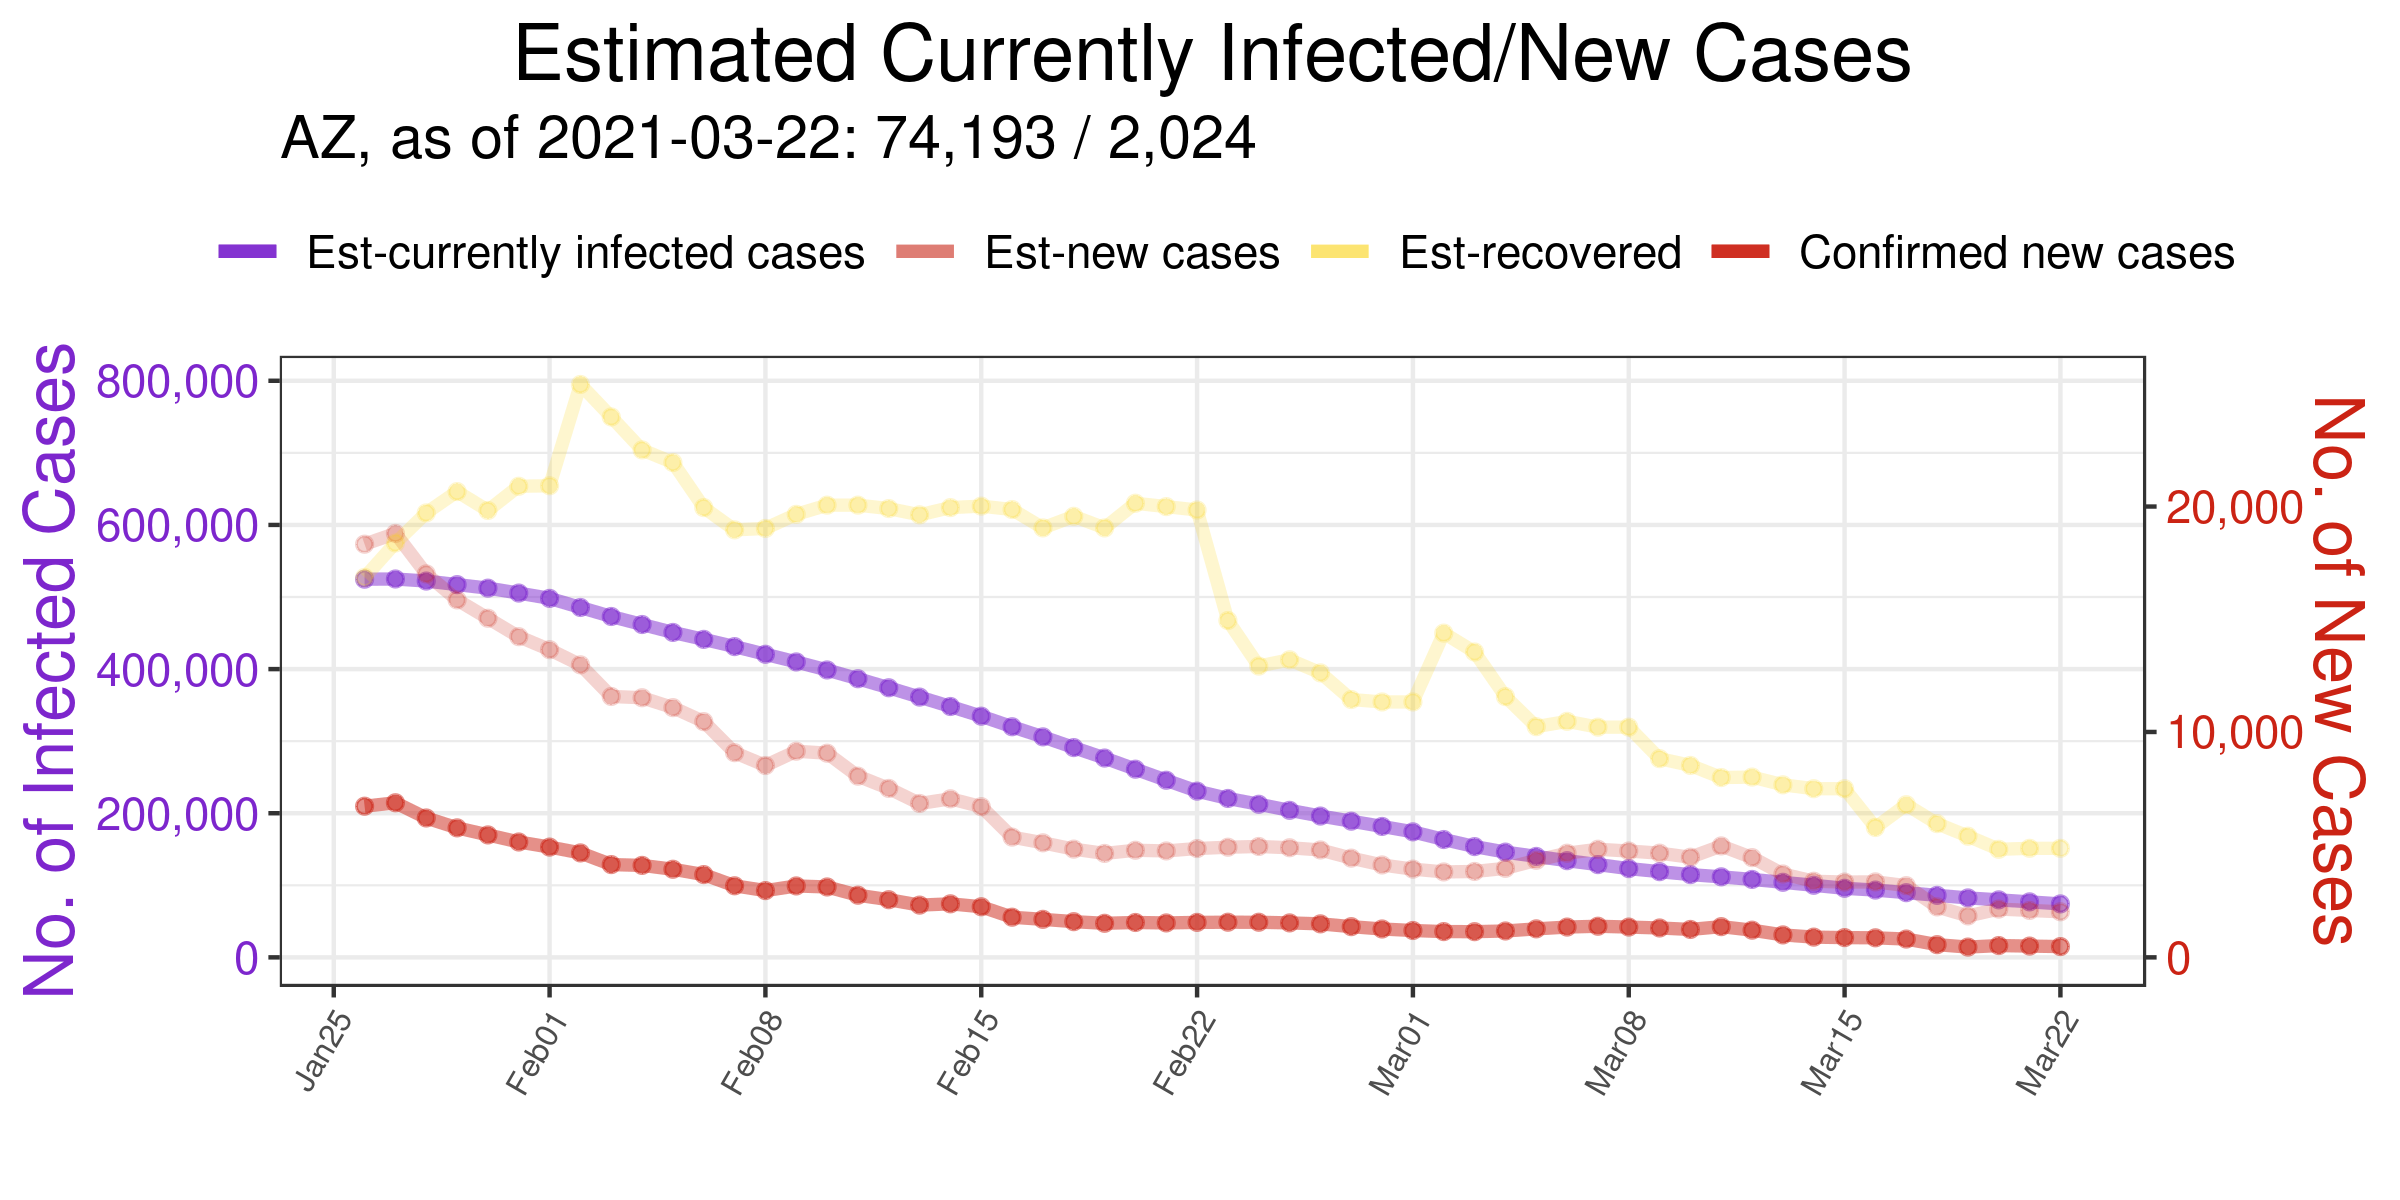 Estimated Currently Infected/New Cases
AZ, as of 2021-03-22: 74,193 / 2,024
Est-currently infected cases
Est-new cases
Est-recovered
Confirmed new cases
No. of Infected Cases
800,000
600,000
400,000
200,000
0
20,000
10,000
0
No. of New Cases
Jan25
Feb01
Feb08
Feb15
Feb22
Mar01
Mar08
Mar15
Mar22